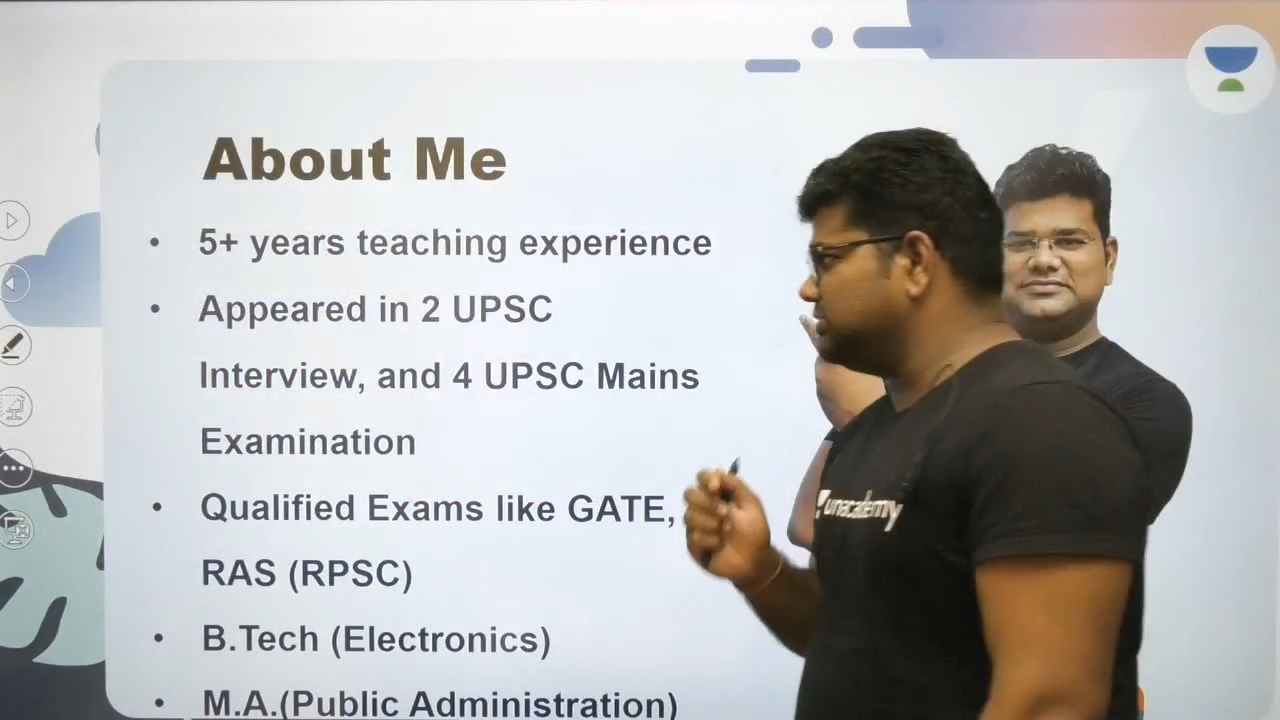 About Me
• 5+ years teaching experience
• Appeared in 2 UPSC
Interview, and 4 UPSC Mains
Examination
• Qualified Exams like GATE,
RAS (RPSC)
• B.Tech (Electronics)
• M.A.(Public Administration)
unacademy